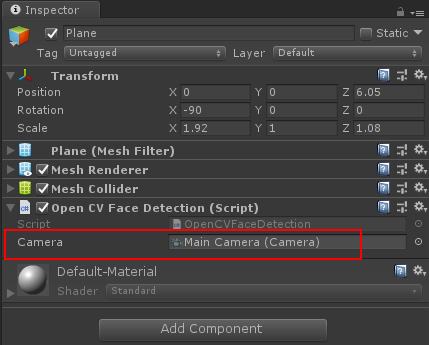 Inspector
Plane
Static
Tag Untagged Layer Default
Transform
Position X 0 Y 0 Z 6.05
Rotation X -90 Y 0 Z 0
Scale X 1.92 Y 1 Z 1.08
Plane (Mesh Filter)
Mesh Renderer
Mesh Collider
Open CV Face Detection (Script)
Script OpenCVFaceDetection
Camera Main Camera (Camera)
Default-Material
Shader Standard
Add Component